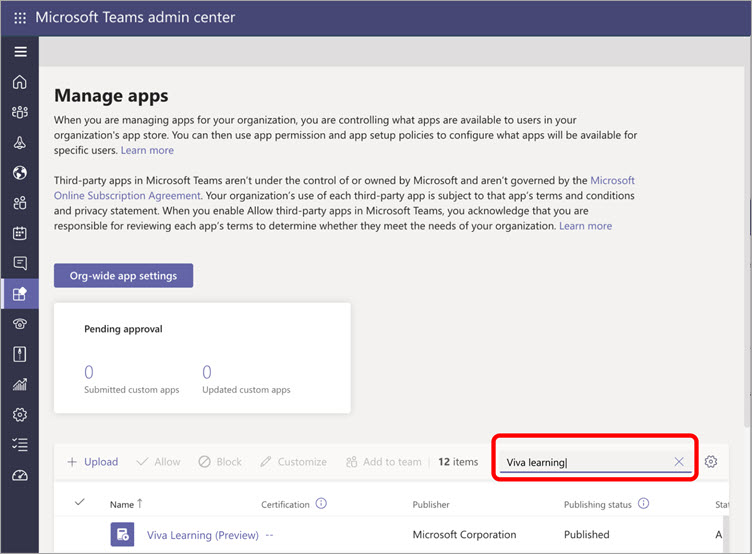 Microsoft Teams admin center
Manage apps
When you are managing apps for your organization, you are controlling what apps are available to users in your
organization's app store. You can then use app permission and app setup policies to configure what apps will be available for
specific users. Learn more
Third-party apps in Microsoft Teams aren't under the control of or owned by Microsoft and aren't governed by the Microsoft
Online Subscription Agreement. Your organization's use of each third-party app is subject to that app's terms and conditions
and privacy statement. When you enable Allow third-party apps in Microsoft Teams, you acknowledge that you are
responsible for reviewing each app's terms to determine whether they meet the needs of your organization. Learn more
Org-wide app settings
Pending approval
0 0
Submitted custom apps Updated custom apps
+ Upload Allow Block Customize Add to team | 12 items Viva learning
Name ↑ Certification Publisher Publishing status Stat
Viva Learning (Preview) -- Microsoft Corporation Published A